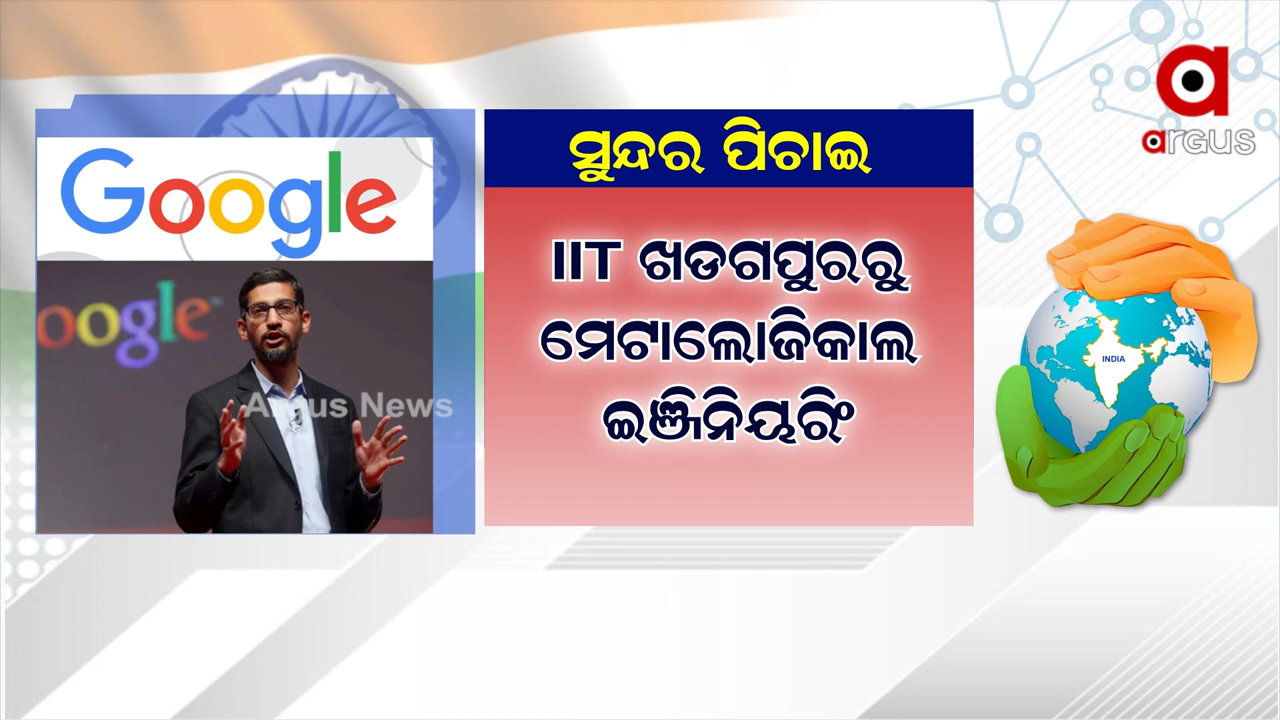 Google
oogle
Argus News
ସୁନ୍ଦର ପିଚାଇ
IIT ଖଡଗପୁରରୁ
ମେଟାଲୋଜିକାଲ
ଇଞ୍ଜିନିୟରିଂ
argus
INDIA